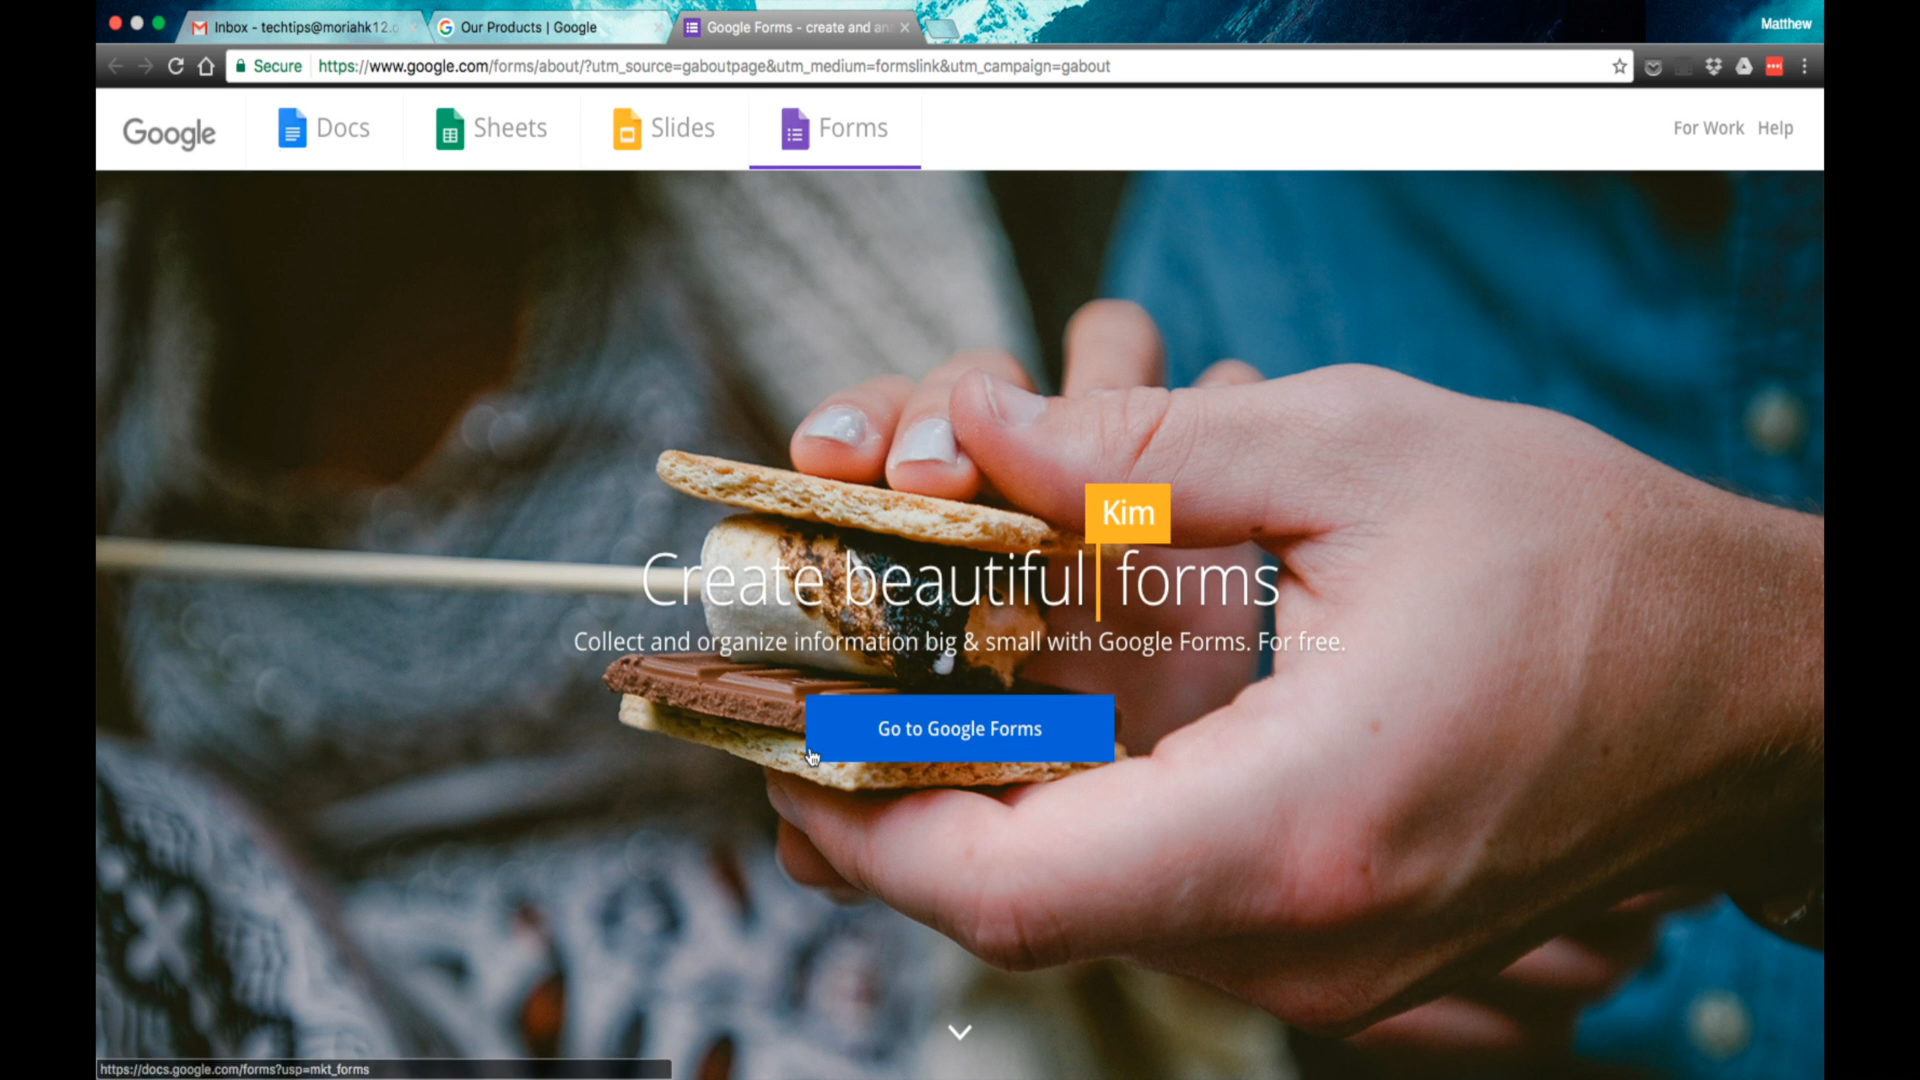 Inbox - techtips@moriahk12.o
Our Products | Google
Google Forms - create and an
Matthew
Secure
https://www.google.com/forms/about/?utm_source=gaboutpage&utm_medium=formslink&utm_campaign=gabout
Google
Docs
Sheets
Slides
Forms
For Work
Help
Kim
Create beautiful forms
Collect and organize information big & small with Google Forms. For free.
Go to Google Forms
https://docs.google.com/forms?usp=mkt_forms